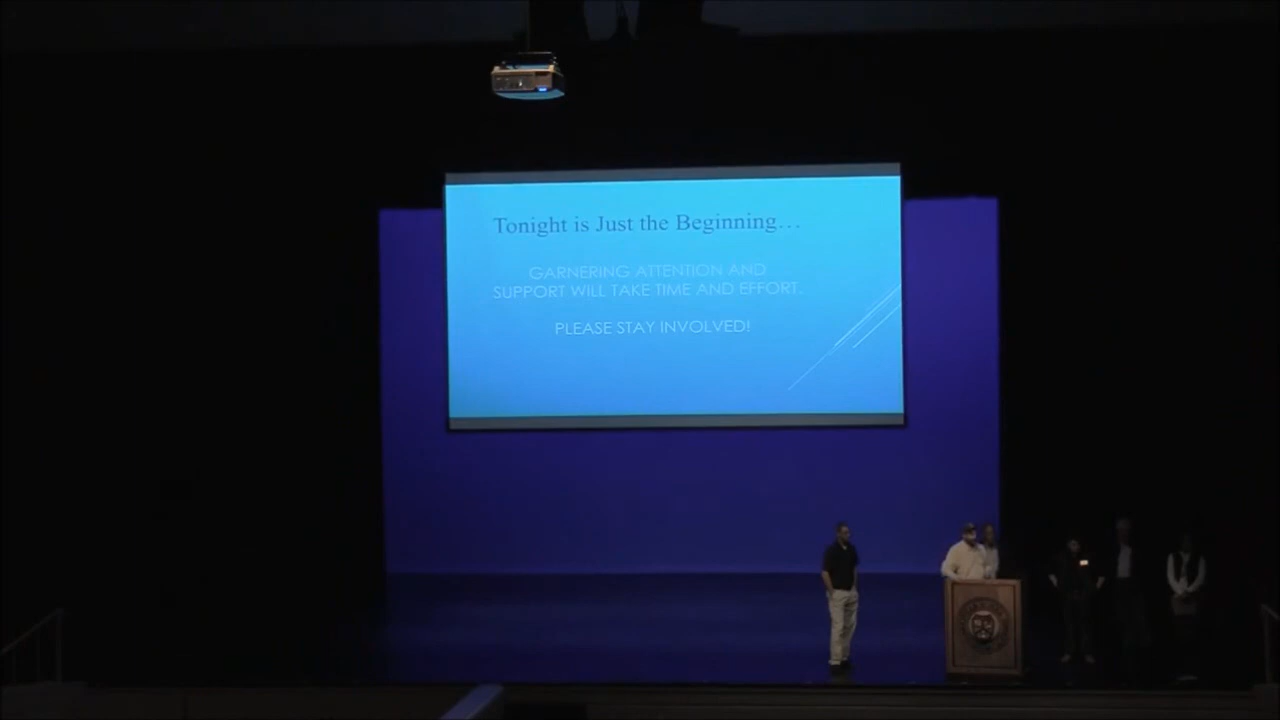 Tonight is Just the Beginning...
GARNERING ATTENTION AND
SUPPORT WILL TAKE TIME AND EFFORT.
PLEASE STAY INVOLVED!